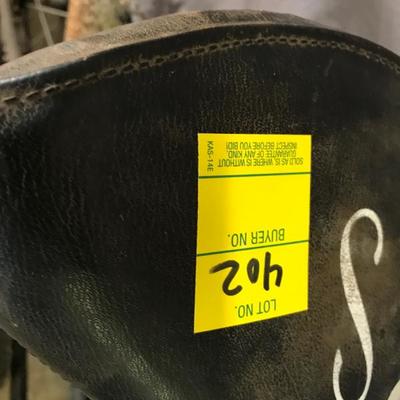 LOT NO.
402
BUYER NO.
SOLD AS IS, WHERE IS WITHOUT
GUARANTEE OF ANY KIND.
INSPECT BEFORE YOU BID!
KAS-14E
S